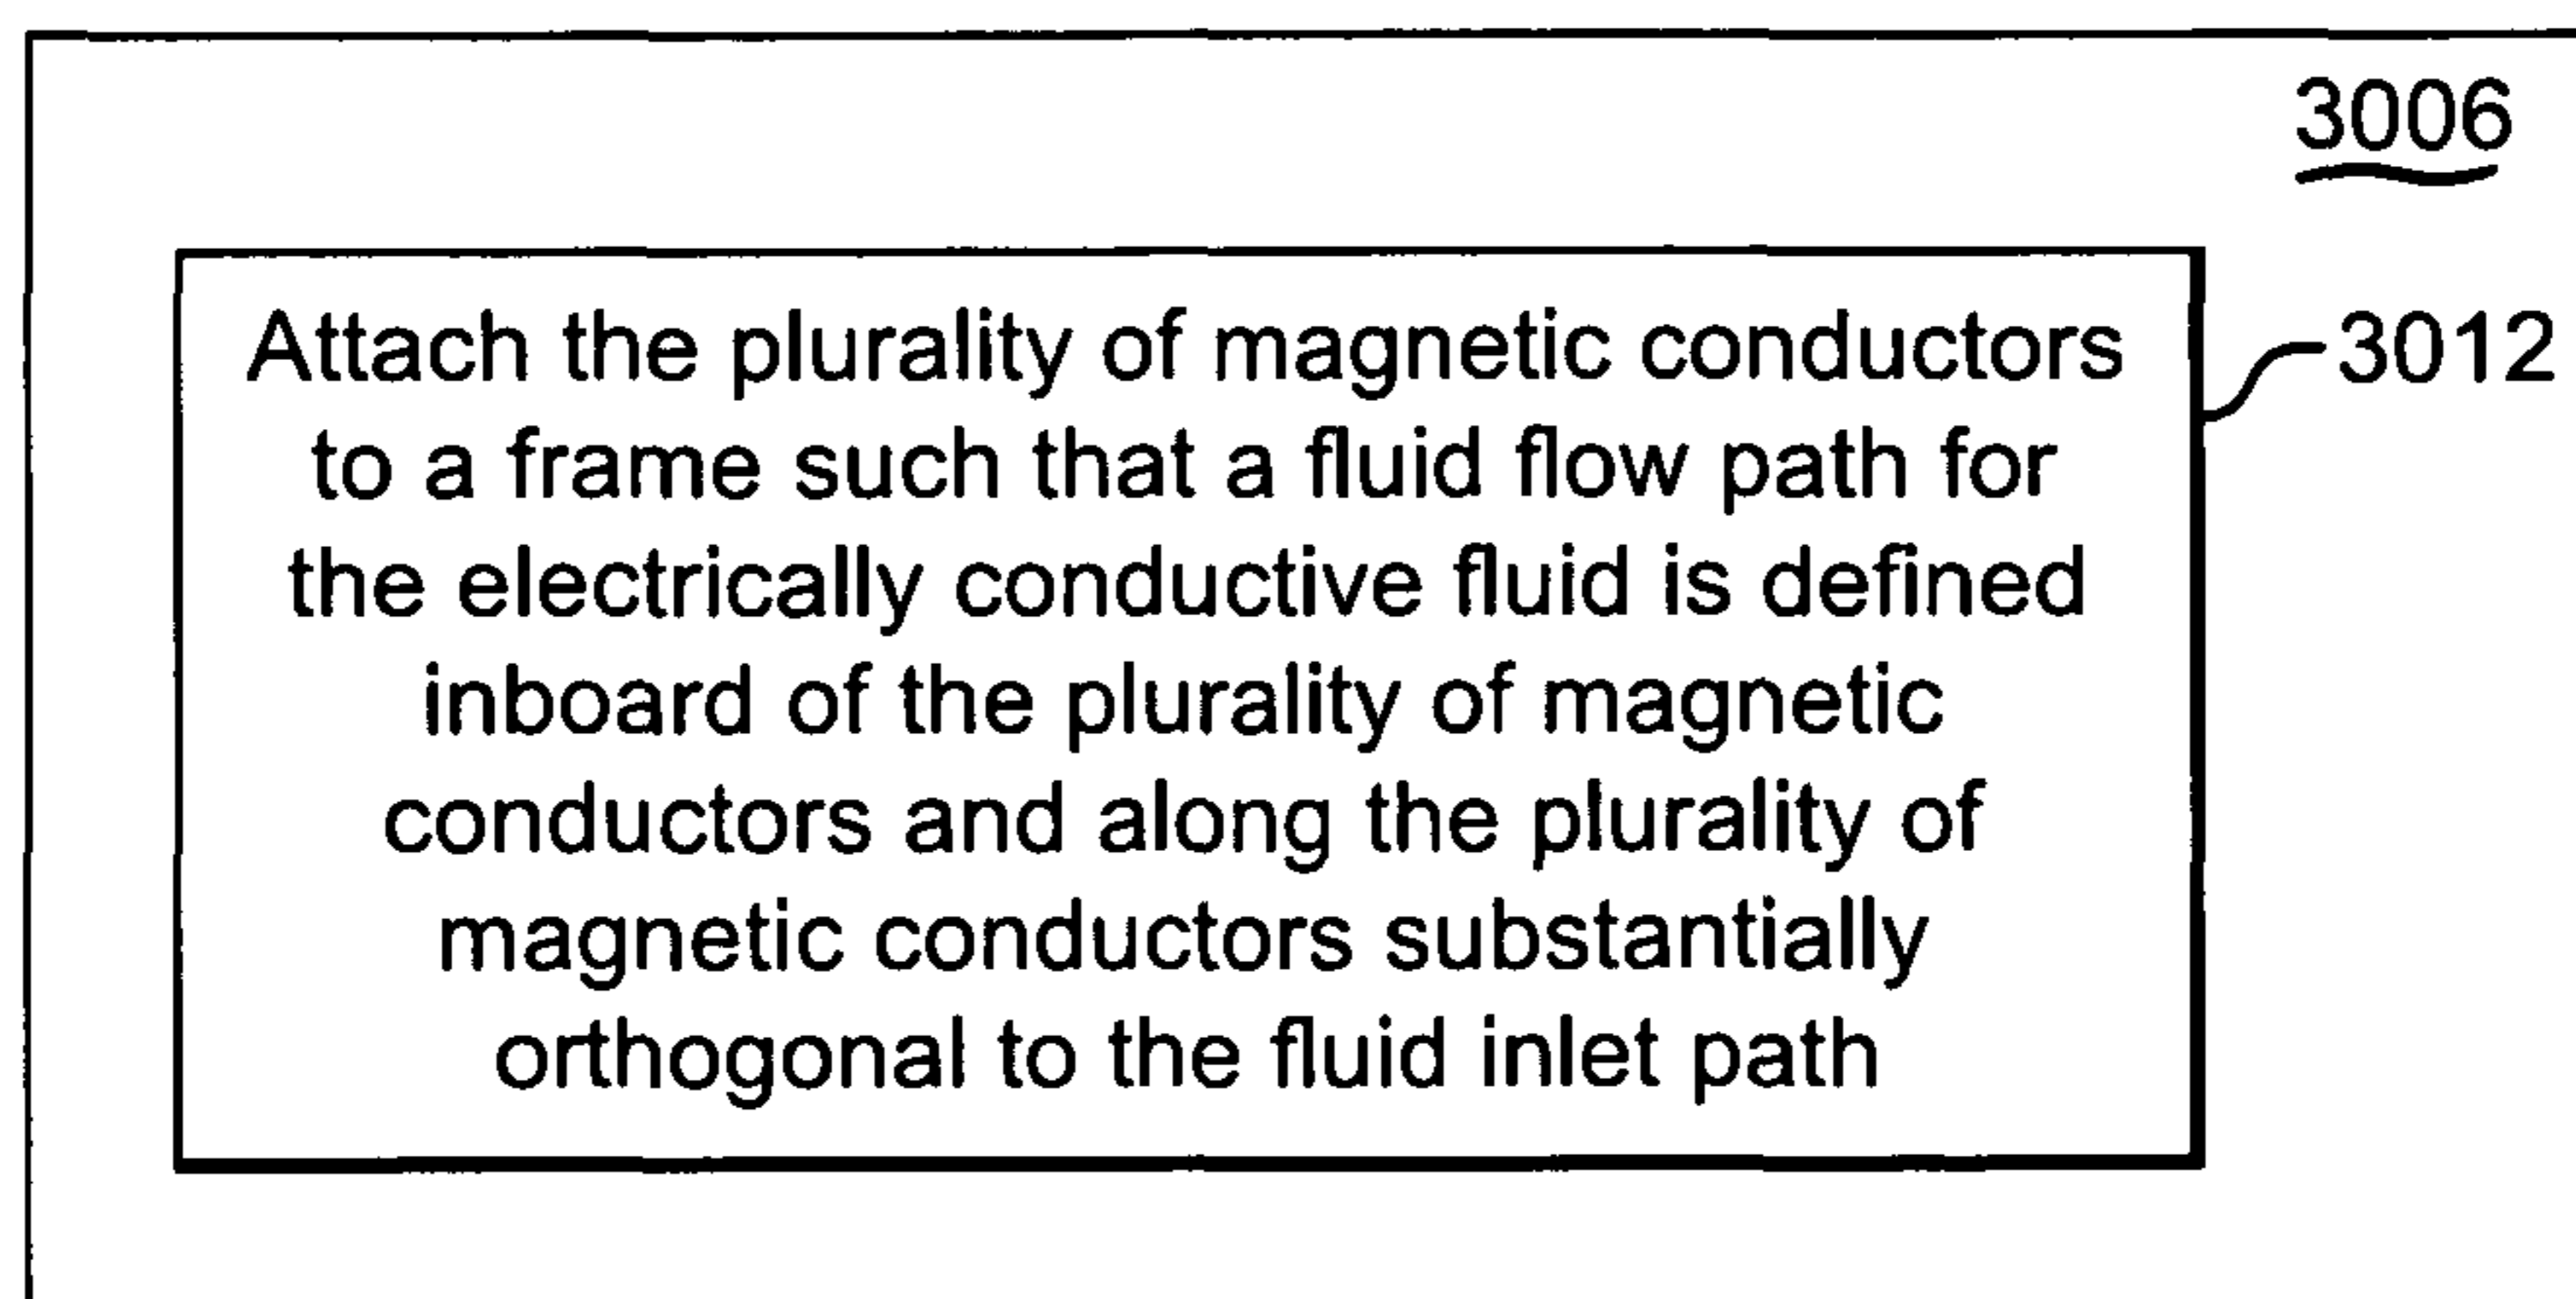 3006
Attach the plurality of magnetic conductors
to a frame such that a fluid flow path for
the electrically conductive fluid is defined
inboard of the plurality of magnetic
conductors and along the plurality of
magnetic conductors substantially
orthogonal to the fluid inlet path
3012